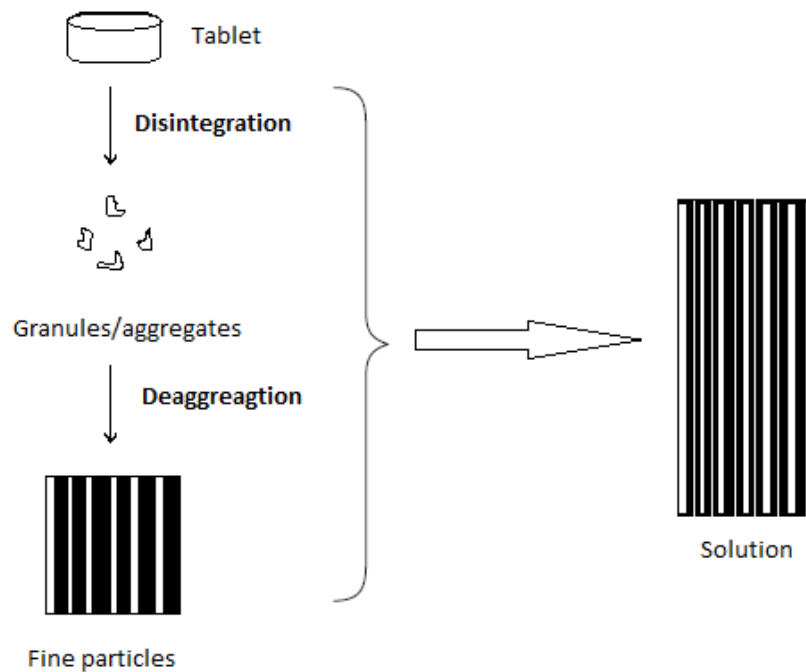 Tablet
Disintegration
Granules/aggregates
Deaggreagtion
Fine particles
Solution